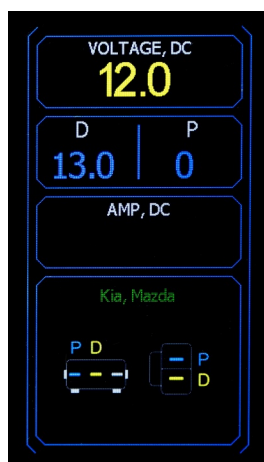 VOLTAGE, DC
12.0
D P
13.0 0
AMP, DC
Kia, Mazda
P D
P
D